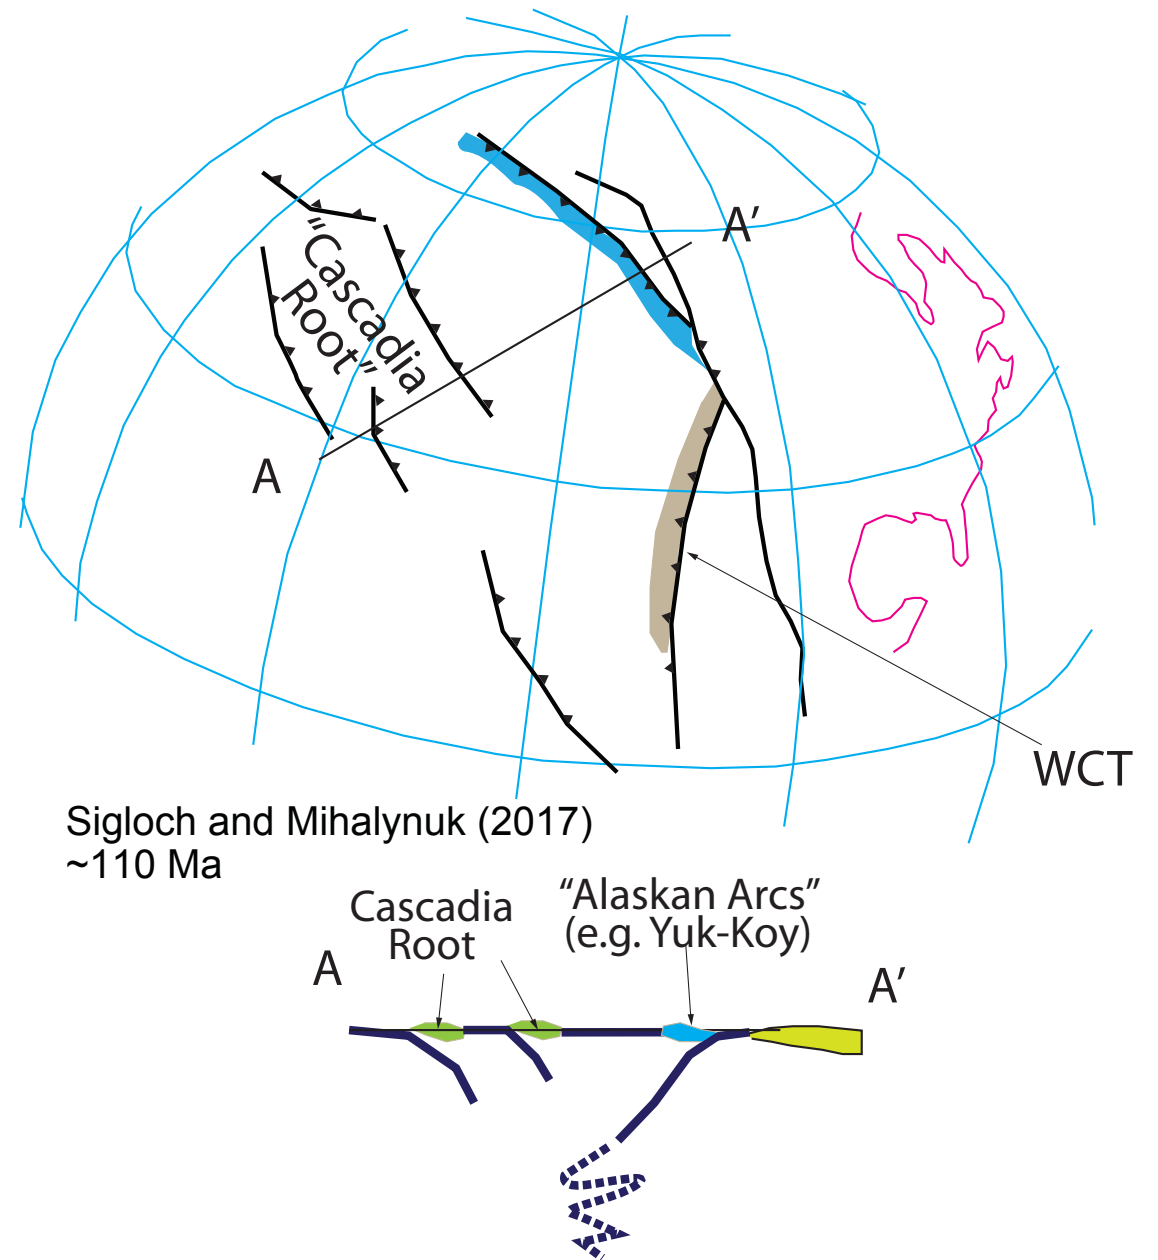 A’
“Cascadia
Root”
A
WCT
Sigloch and Mihalynuk (2017)
~110 Ma
Cascadia
Root
“Alaskan Arcs”
(e.g. Yuk-Koy)
A
A’